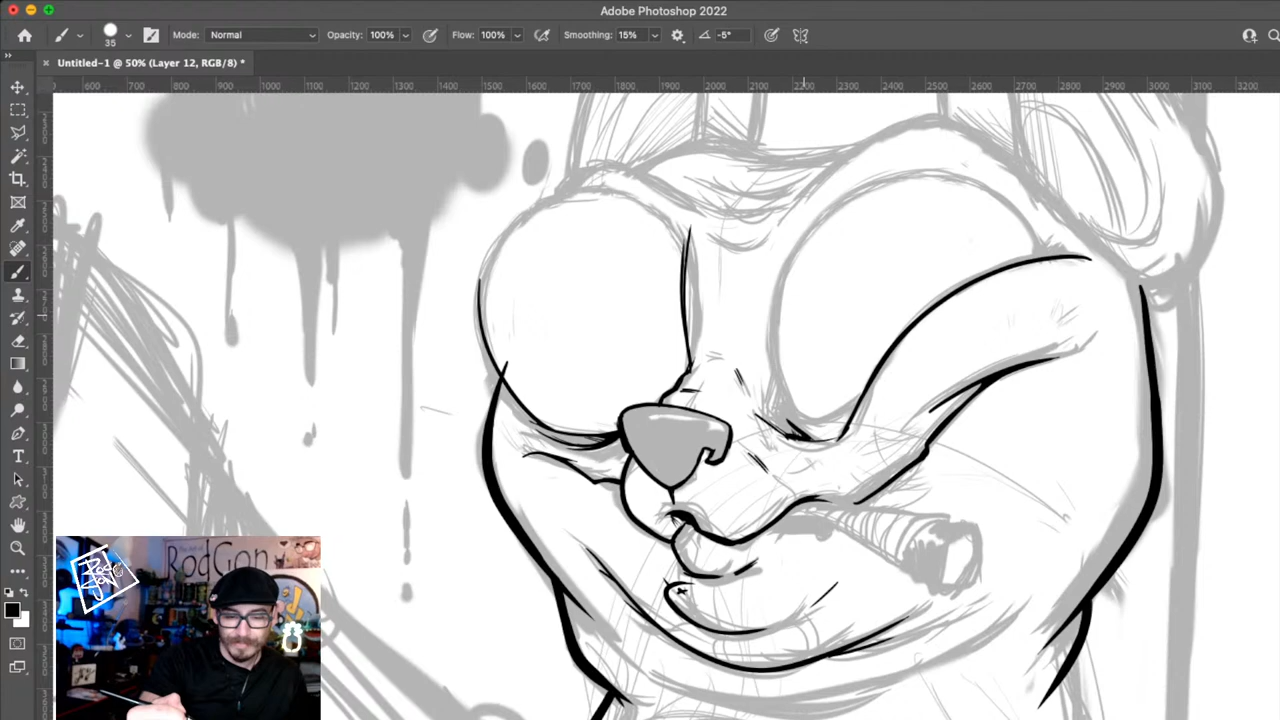 Adobe Photoshop 2022
35
Mode: Normal
Opacity: 100%
Flow: 100%
Smoothing: 15%
-5°
× Untitled-1 @ 50% (Layer 12, RGB/8) *
600 700 800 900 1000 1100 1200 1300 1400 1500 1600 1700 1800 1900 2000 2100 2200 2300 2400 2500 2600 2700 2800 2900 3000 3100 3200
RodGon